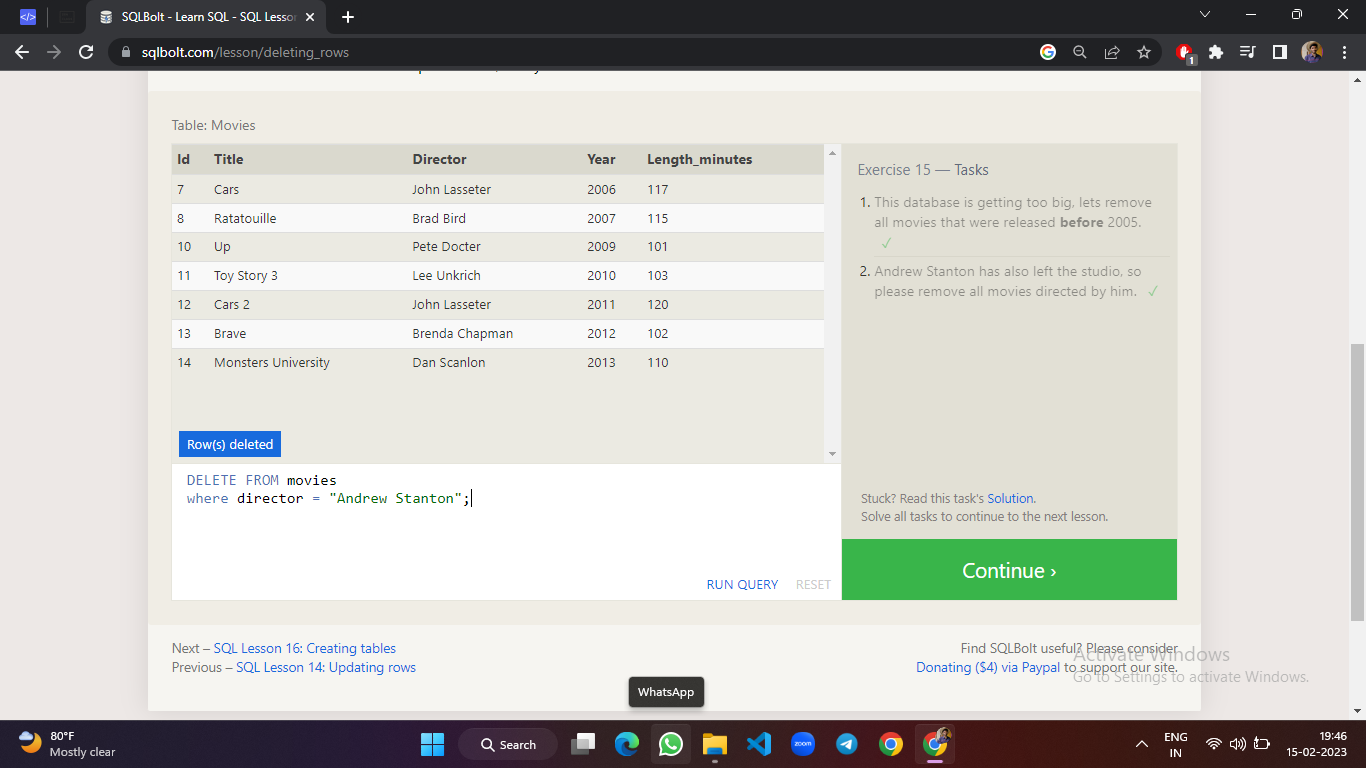 SQLBolt - Learn SQL - SQL Lesso
sqlbolt.com/lesson/deleting_rows
1
Table: Movies
Id Title Director Year Length_minutes
7 Cars John Lasseter 2006 117
8 Ratatouille Brad Bird 2007 115
10 Up Pete Docter 2009 101
11 Toy Story 3 Lee Unkrich 2010 103
12 Cars 2 John Lasseter 2011 120
13 Brave Brenda Chapman 2012 102
14 Monsters University Dan Scanlon 2013 110
Row(s) deleted
DELETE FROM movies
where director = "Andrew Stanton";
RUN QUERY RESET
Exercise 15 — Tasks
1. This database is getting too big, lets remove
all movies that were released before 2005.
✓
2. Andrew Stanton has also left the studio, so
please remove all movies directed by him. ✓
Stuck? Read this task's Solution.
Solve all tasks to continue to the next lesson.
Continue ›
Next – SQL Lesson 16: Creating tables
Previous – SQL Lesson 14: Updating rows
Find SQLBolt useful? Please consider
Donating ($4) via Paypal to support our site.
Activate Windows
Go to Settings to activate Windows.
WhatsApp
80°F
Mostly clear
Search
zoom
ENG
IN
19:46
15-02-2023